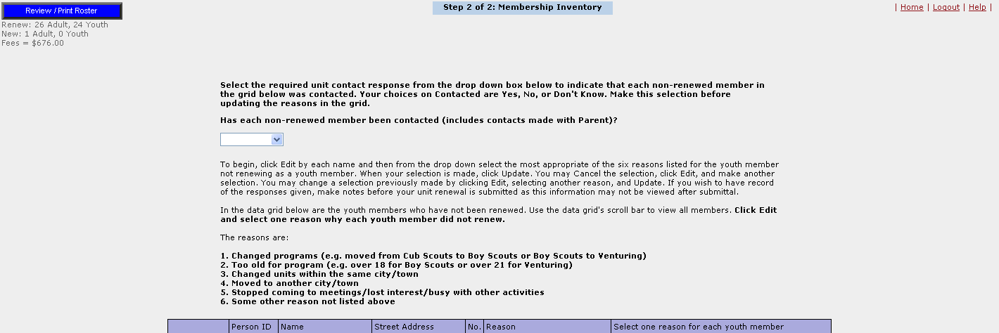 Review / Print Roster
Step 2 of 2: Membership Inventory
| Home | Logout | Help |
Renew: 26 Adult, 24 Youth
New: 1 Adult, 0 Youth
Fees = $676.00
Select the required unit contact response from the drop down box below to indicate that each non-renewed member in
the grid below was contacted. Your choices on Contacted are Yes, No, or Don't Know. Make this selection before
updating the reasons in the grid.
Has each non-renewed member been contacted (includes contacts made with Parent)?
To begin, click Edit by each name and then from the drop down select the most appropriate of the six reasons listed for the youth member
not renewing as a youth member. When your selection is made, click Update. You may Cancel the selection, click Edit, and make another
selection. You may change a selection previously made by clicking Edit, selecting another reason, and Update. If you wish to have record
of the responses given, make notes before your unit renewal is submitted as this information may not be viewed after submittal.
In the data grid below are the youth members who have not been renewed. Use the data grid's scroll bar to view all members. Click Edit
and select one reason why each youth member did not renew.
The reasons are:
1. Changed programs (e.g. moved from Cub Scouts to Boy Scouts or Boy Scouts to Venturing)
2. Too old for program (e.g. over 18 for Boy Scouts or over 21 for Venturing)
3. Changed units within the same city/town
4. Moved to another city/town
5. Stopped coming to meetings/lost interest/busy with other activities
6. Some other reason not listed above
Person ID Name Street Address No. Reason Select one reason for each youth member